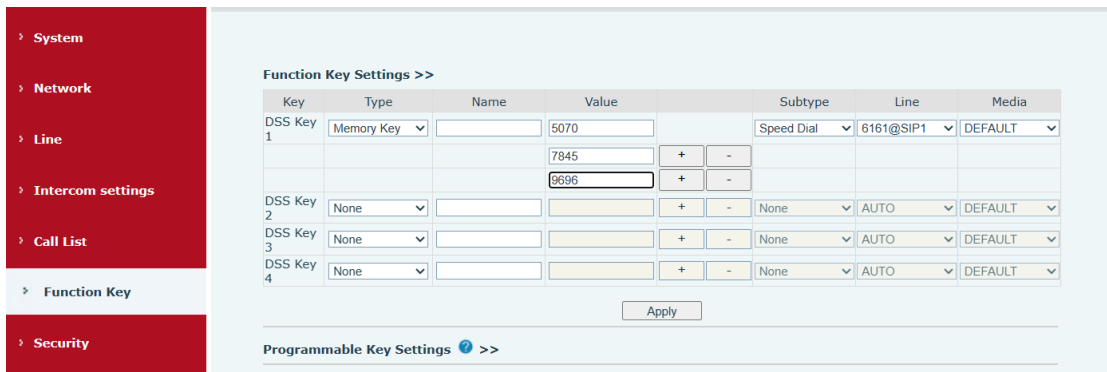 › System
› Network
› Line
› Intercom settings
› Call List
› Function Key
› Security
Function Key Settings >>
Key Type Name Value Subtype Line Media
DSS Key 1 Memory Key 5070 Speed Dial 6161@SIP1 DEFAULT
7845 + -
9696 + -
DSS Key 2 None + - None AUTO DEFAULT
DSS Key 3 None + - None AUTO DEFAULT
DSS Key 4 None + - None AUTO DEFAULT
Apply
Programmable Key Settings ? >>